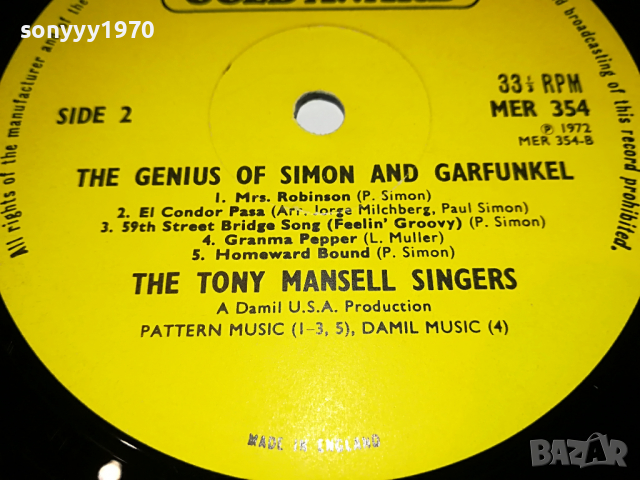 sonyyy1970
GOLD AWARD
SIDE 2
33⅓ RPM
MER 354
Ⓟ 1972
MER 354-B
THE GENIUS OF SIMON AND GARFUNKEL
1. Mrs. Robinson (P. Simon)
2. El Condor Pasa (Arr. Jorge Milchberg, Paul Simon)
3. 59th Street Bridge Song (Feelin' Groovy) (P. Simon)
4. Granma Pepper (L. Muller)
5. Homeward Bound (P. Simon)
THE TONY MANSELL SINGERS
A Damil U.S.A. Production
PATTERN MUSIC (1-3, 5), DAMIL MUSIC (4)
MADE IN ENGLAND
All rights of the manufacturer and of the
and broadcasting of this record prohibited.
BAZAR
bg